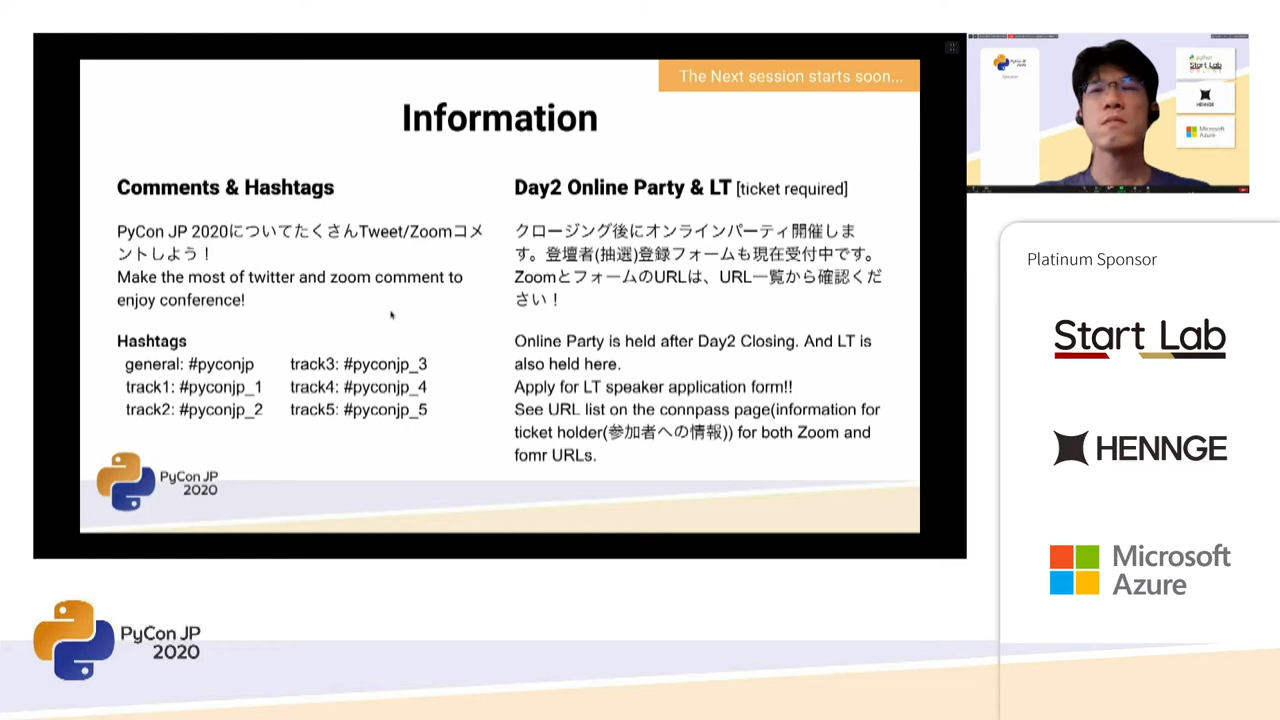 The Next session starts soon...
Information
Comments & Hashtags
PyCon JP 2020についてたくさんTweet/Zoomコメ
ントしよう！
Make the most of twitter and zoom comment to
enjoy conference!
Hashtags
general: #pyconjp
track1: #pyconjp_1
track2: #pyconjp_2
track3: #pyconjp_3
track4: #pyconjp_4
track5: #pyconjp_5
Day2 Online Party & LT [ticket required]
クロージング後にオンラインパーティ開催しま
す。登壇者(抽選)登録フォームも現在受付中です。
ZoomとフォームのURLは、URL一覧から確認くだ
さい！
Online Party is held after Day2 Closing. And LT is
also held here.
Apply for LT speaker application form!!
See URL list on the connpass page(information for
ticket holder(参加者への情報)) for both Zoom and
fomr URLs.
PyCon JP
2020
python
Start Lab
HENNGE
Microsoft
Azure
Platinum Sponsor
Start Lab
HENNGE
Microsoft
Azure
PyCon JP
2020